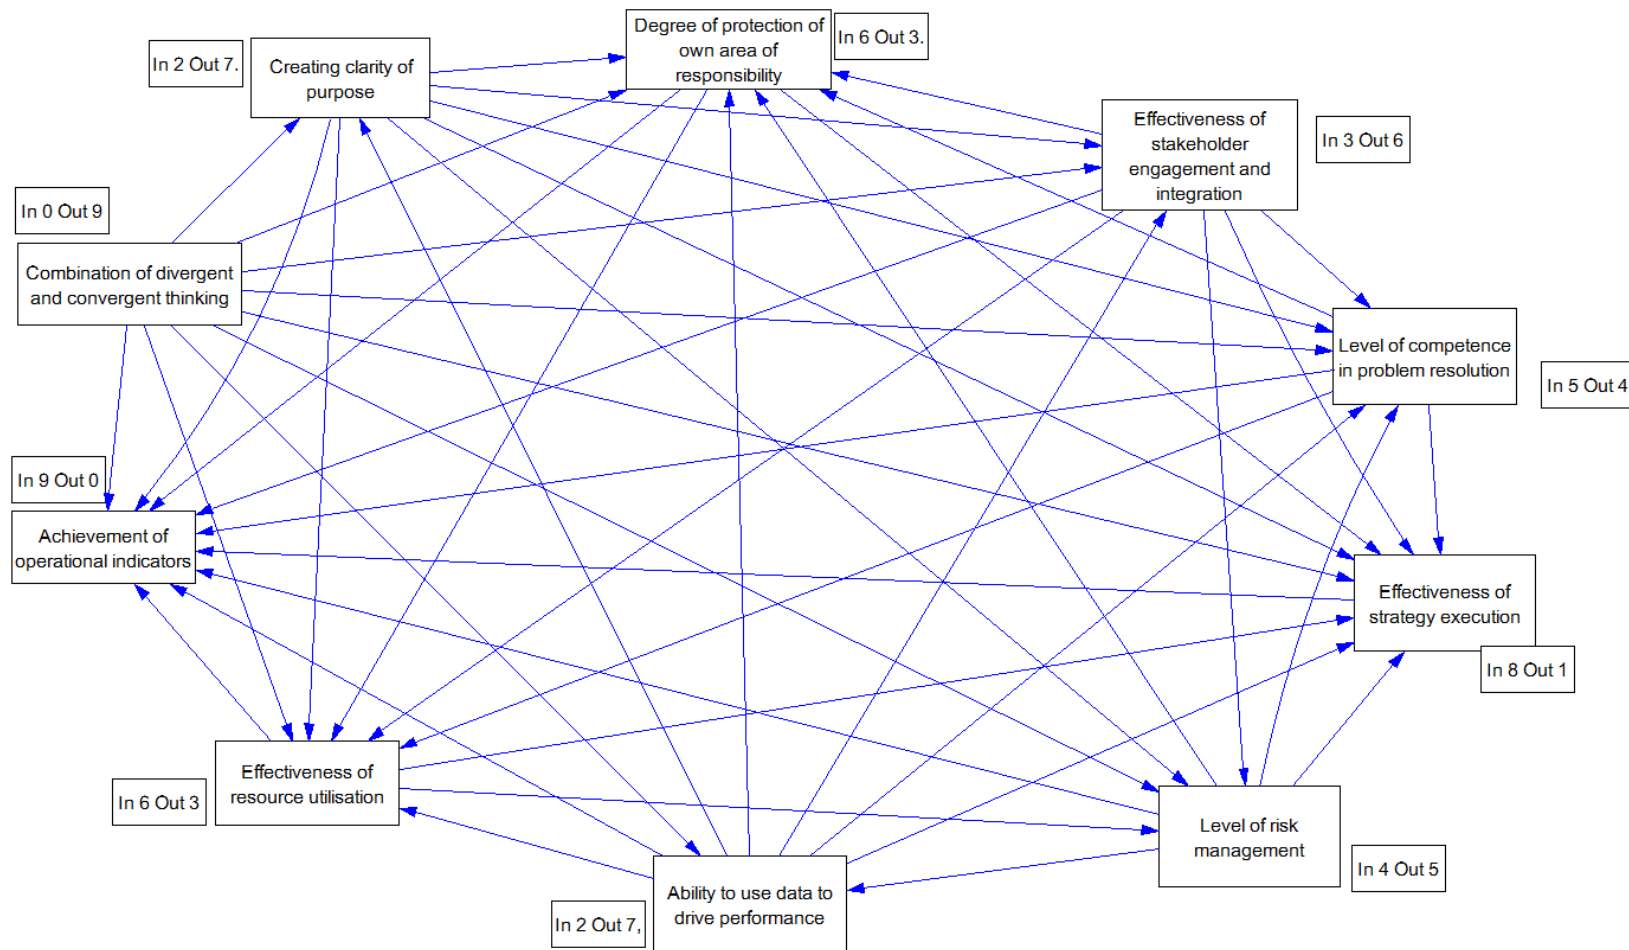 Degree of protection of
own area of
responsibility
In 6 Out 3.
In 2 Out 7.
Creating clarity of
purpose
Effectiveness of
stakeholder
engagement and
integration
In 3 Out 6
In 0 Out 9
Combination of divergent
and convergent thinking
Level of competence
in problem resolution
In 5 Out 4
In 9 Out 0
Achievement of
operational indicators
Effectiveness of
strategy execution
In 8 Out 1
Effectiveness of
resource utilisation
In 6 Out 3
Level of risk
management
In 4 Out 5
Ability to use data to
drive performance
In 2 Out 7,